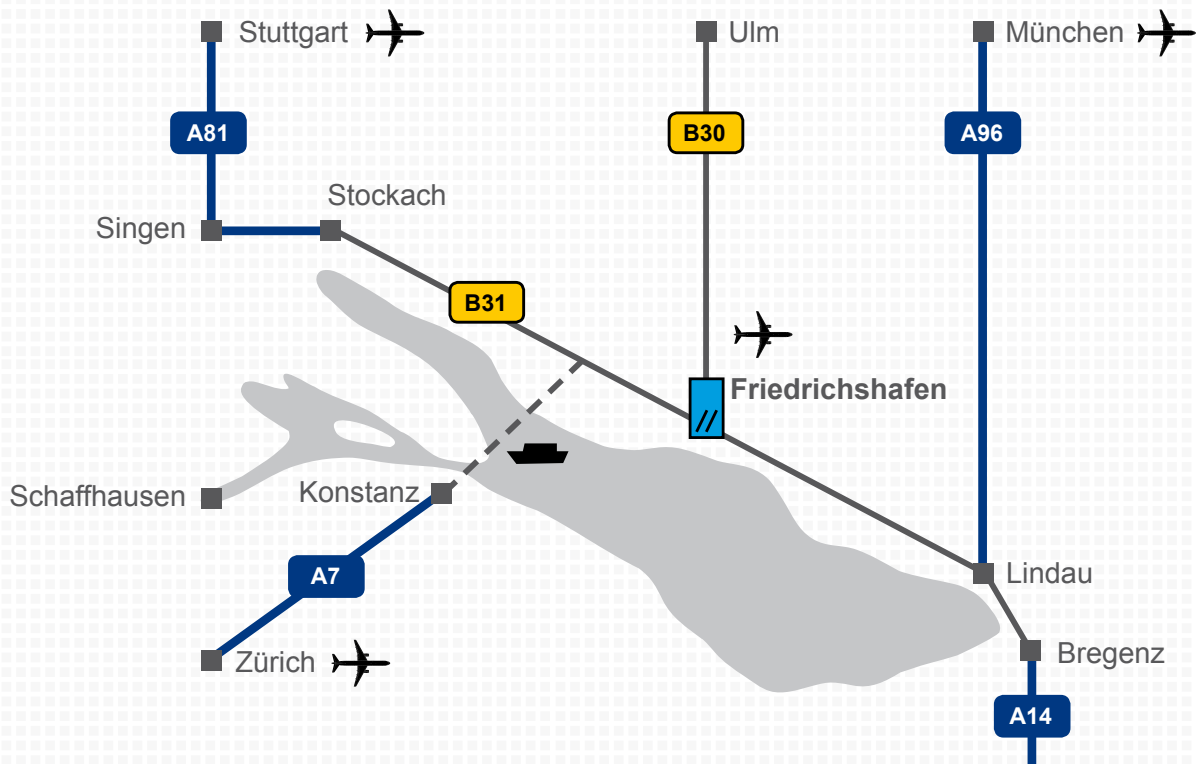 Stuttgart
Ulm
München
A81
B30
A96
Stockach
Singen
B31
Friedrichshafen
Schaffhausen
Konstanz
A7
Lindau
Zürich
Bregenz
A14